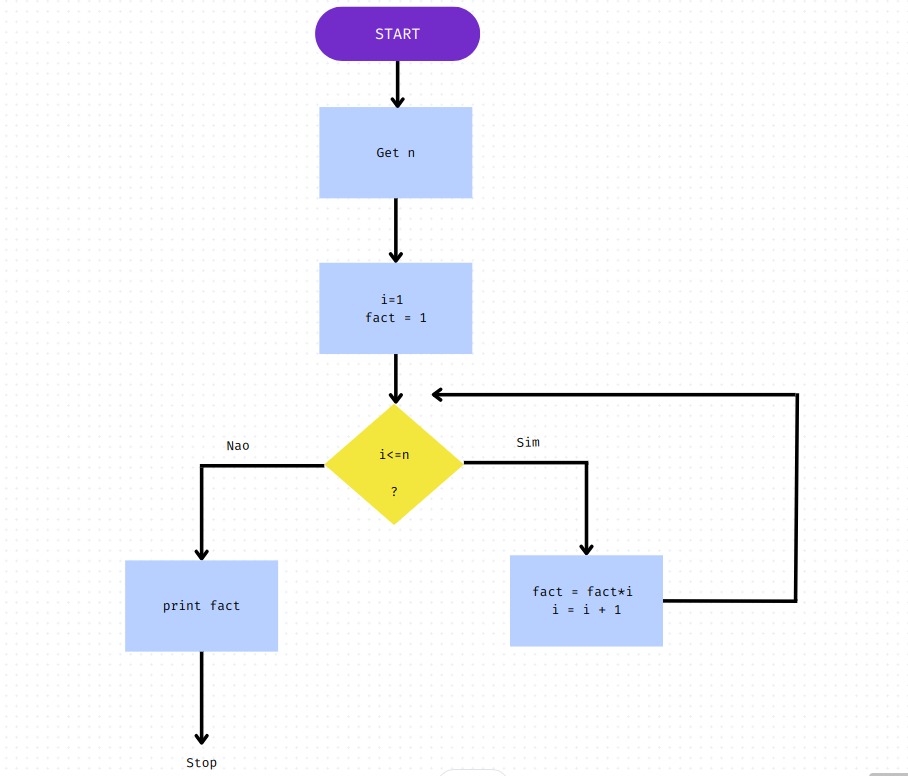 START
Get n
i=1
fact = 1
Nao
Sim
i<=n
?
fact = fact*i
i = i + 1
print fact
Stop